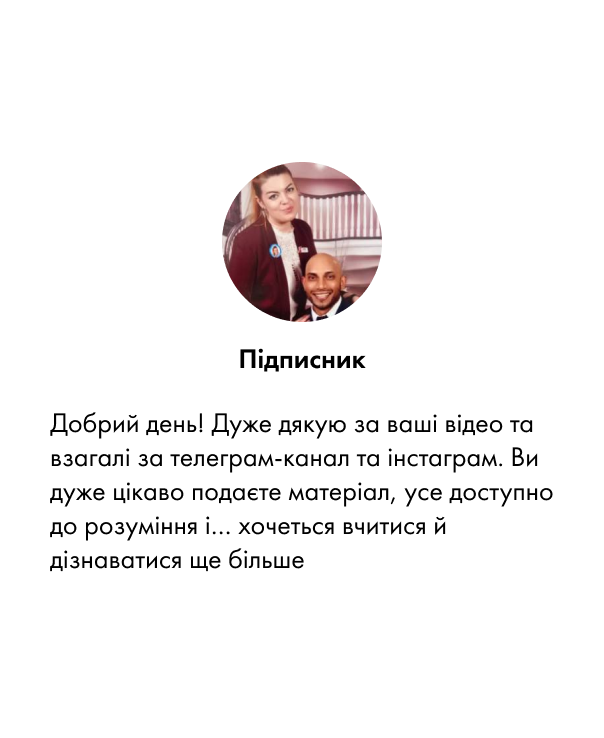 Підписник
Добрий день! Дуже дякую за ваші відео та
взагалі за телеграм-канал та інстаграм. Ви
дуже цікаво подаєте матеріал, усе доступно
до розуміння і... хочеться вчитися й
дізнаватися ще більше